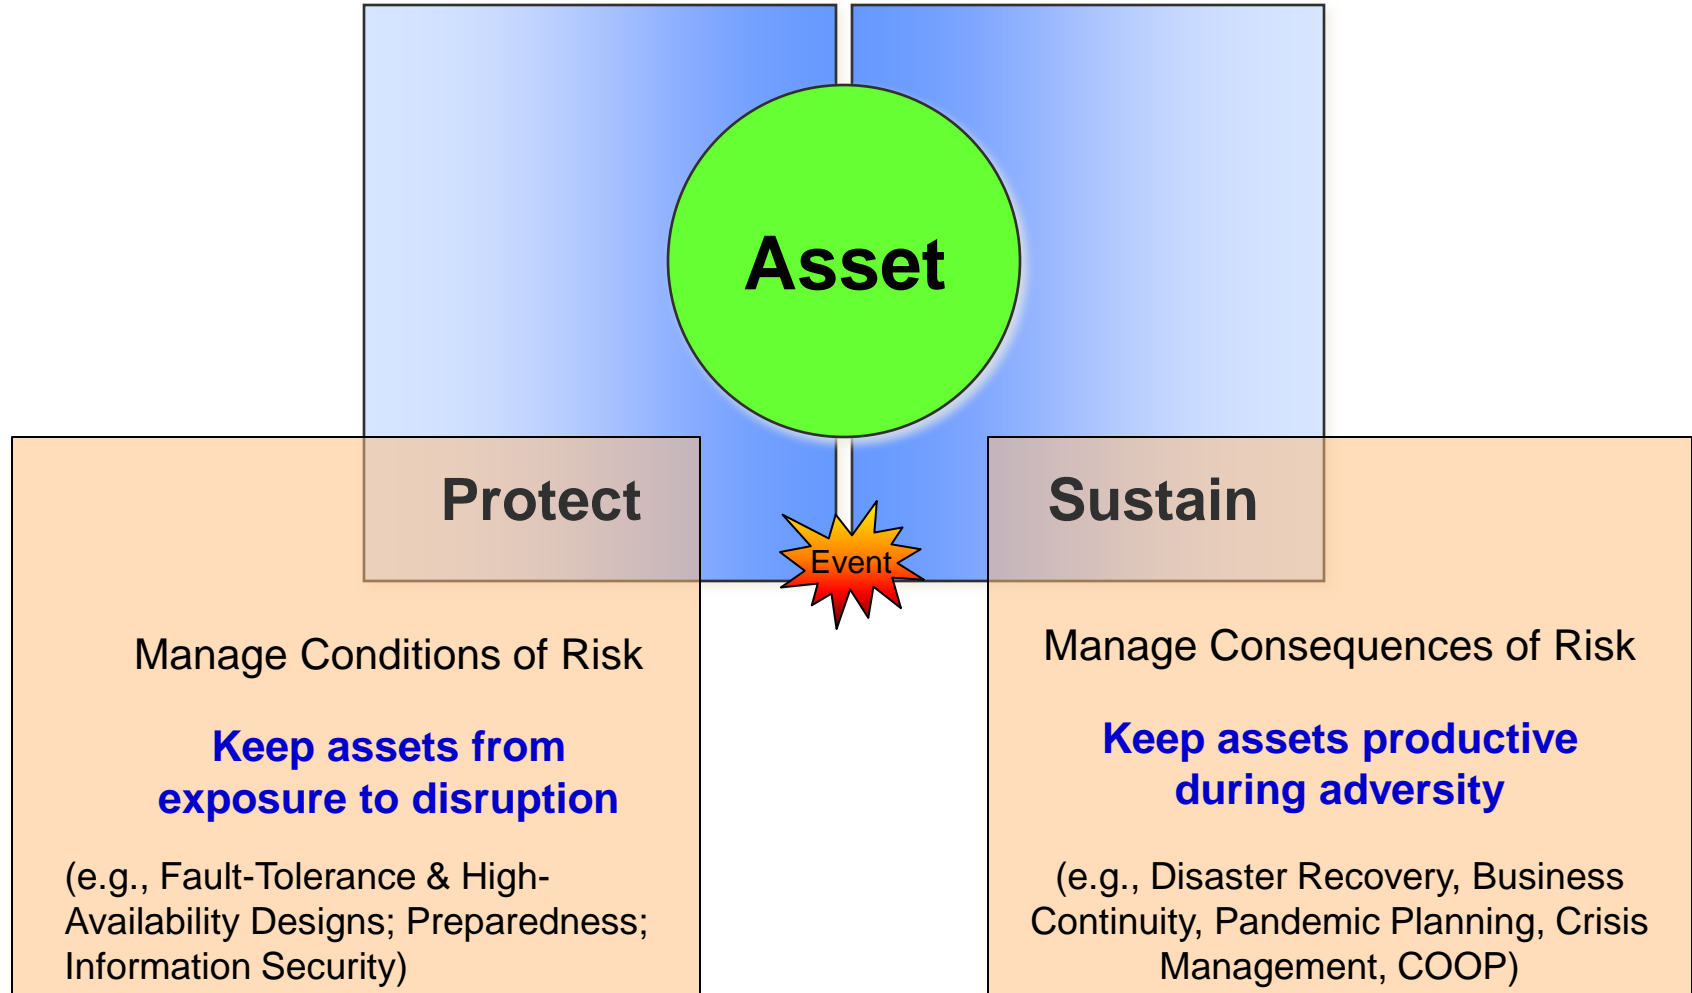 Asset
Protect
Sustain
Event
Manage Conditions of Risk
Keep assets from
exposure to disruption
(e.g., Fault-Tolerance & High-
Availability Designs; Preparedness;
Information Security)
Manage Consequences of Risk
Keep assets productive
during adversity
(e.g., Disaster Recovery, Business
Continuity, Pandemic Planning, Crisis
Management, COOP)